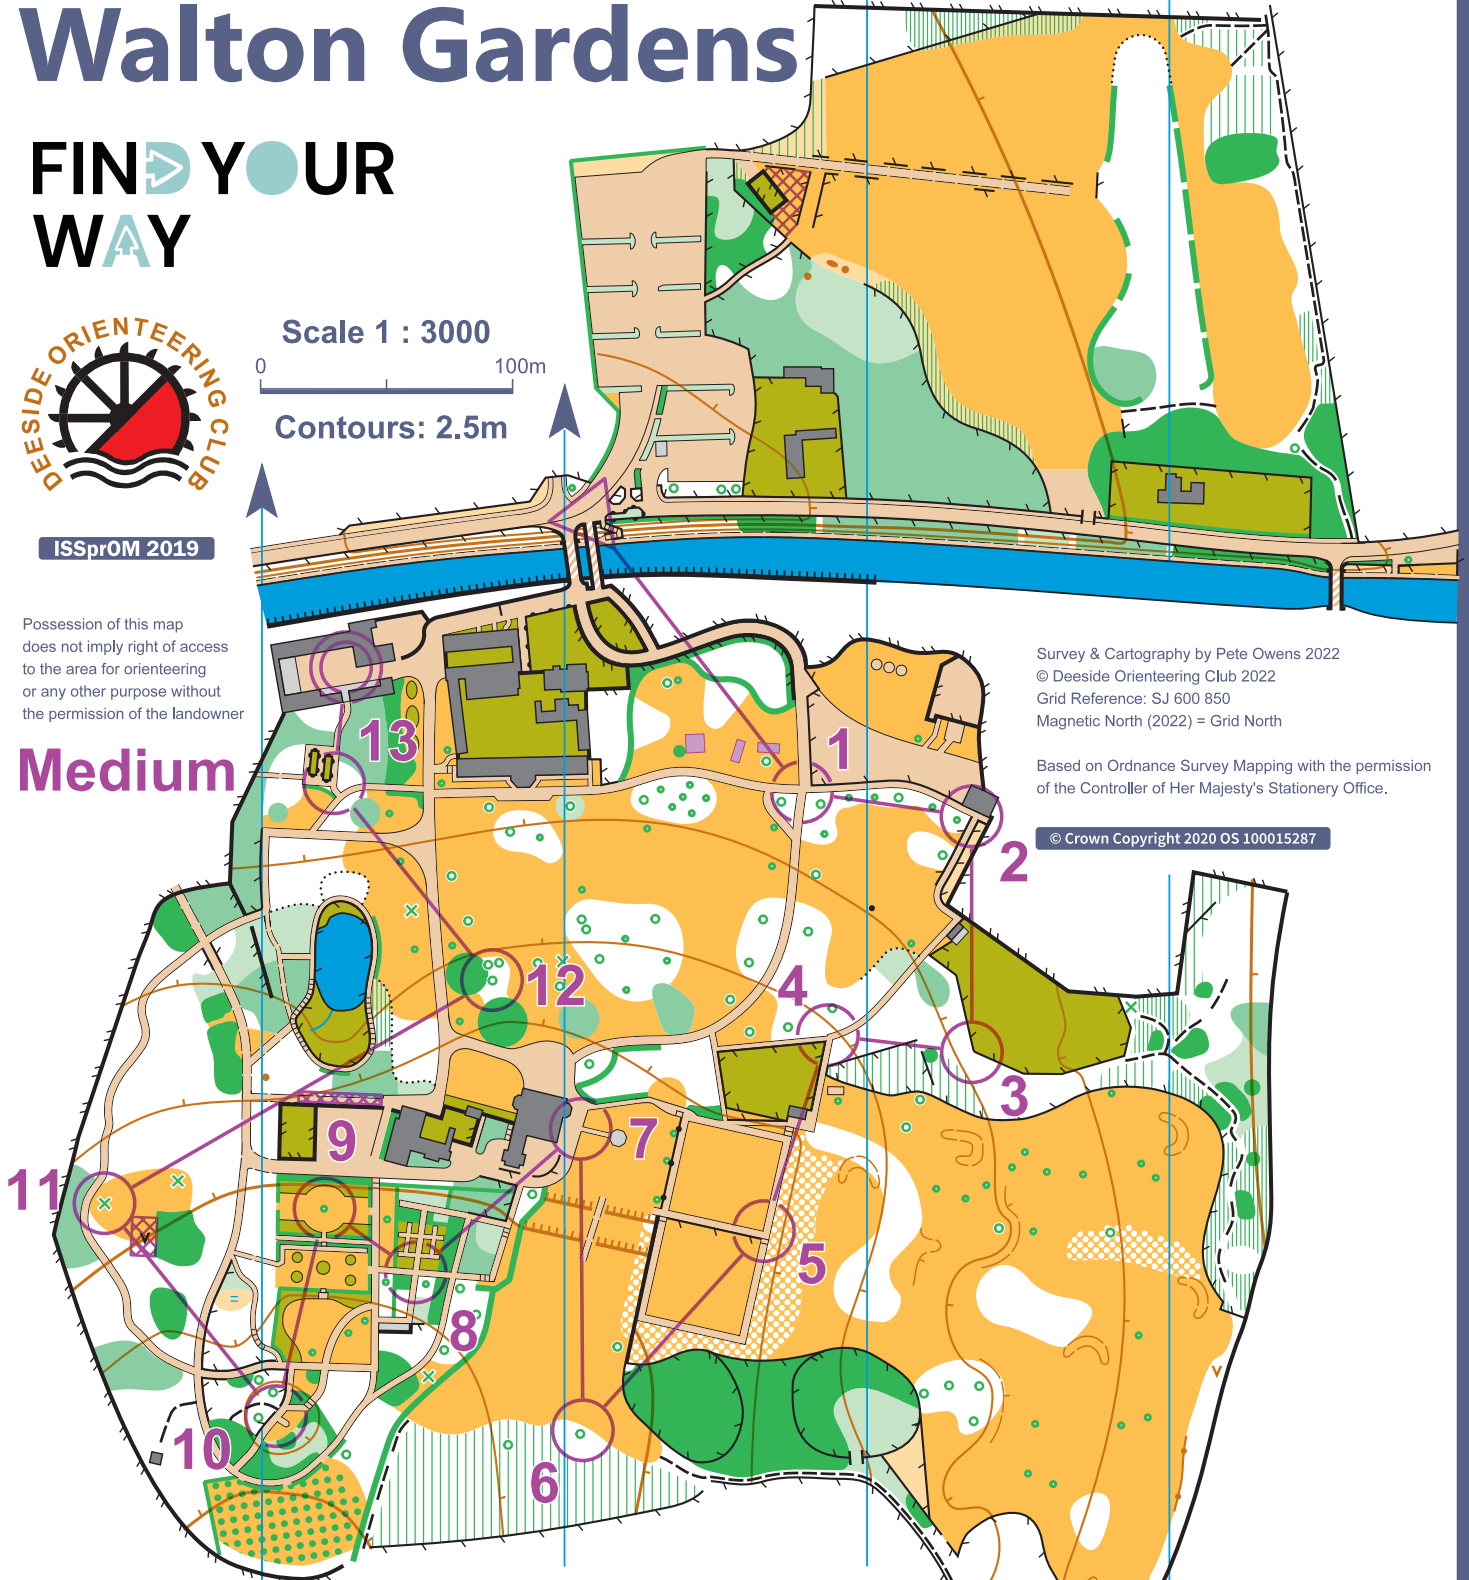 Walton Gardens
FIND YOUR
WAY
DEESIDE ORIENTEERING CLUB
Scale 1 : 3000
0 100m
Contours: 2.5m
ISSprOM 2019
Possession of this map
does not imply right of access
to the area for orienteering
or any other purpose without
the permission of the landowner
Medium
Survey & Cartography by Pete Owens 2022
© Deeside Orienteering Club 2022
Grid Reference: SJ 600 850
Magnetic North (2022) = Grid North
Based on Ordnance Survey Mapping with the permission
of the Controller of Her Majesty's Stationery Office.
© Crown Copyright 2020 OS 100015287
13
1
2
12
4
3
9
7
11
5
8
10
6